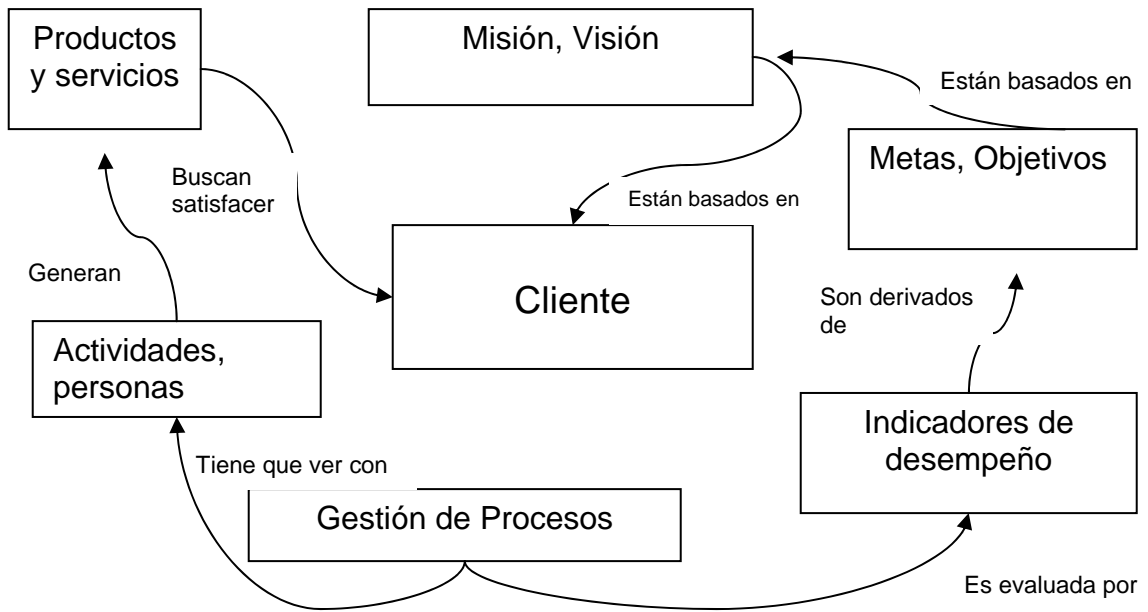 Productos
y servicios
Misión, Visión
Están basados en
Metas, Objetivos
Buscan
satisfacer
Están basados en
Generan
Cliente
Son derivados
de
Actividades,
personas
Indicadores de
desempeño
Tiene que ver con
Gestión de Procesos
Es evaluada por